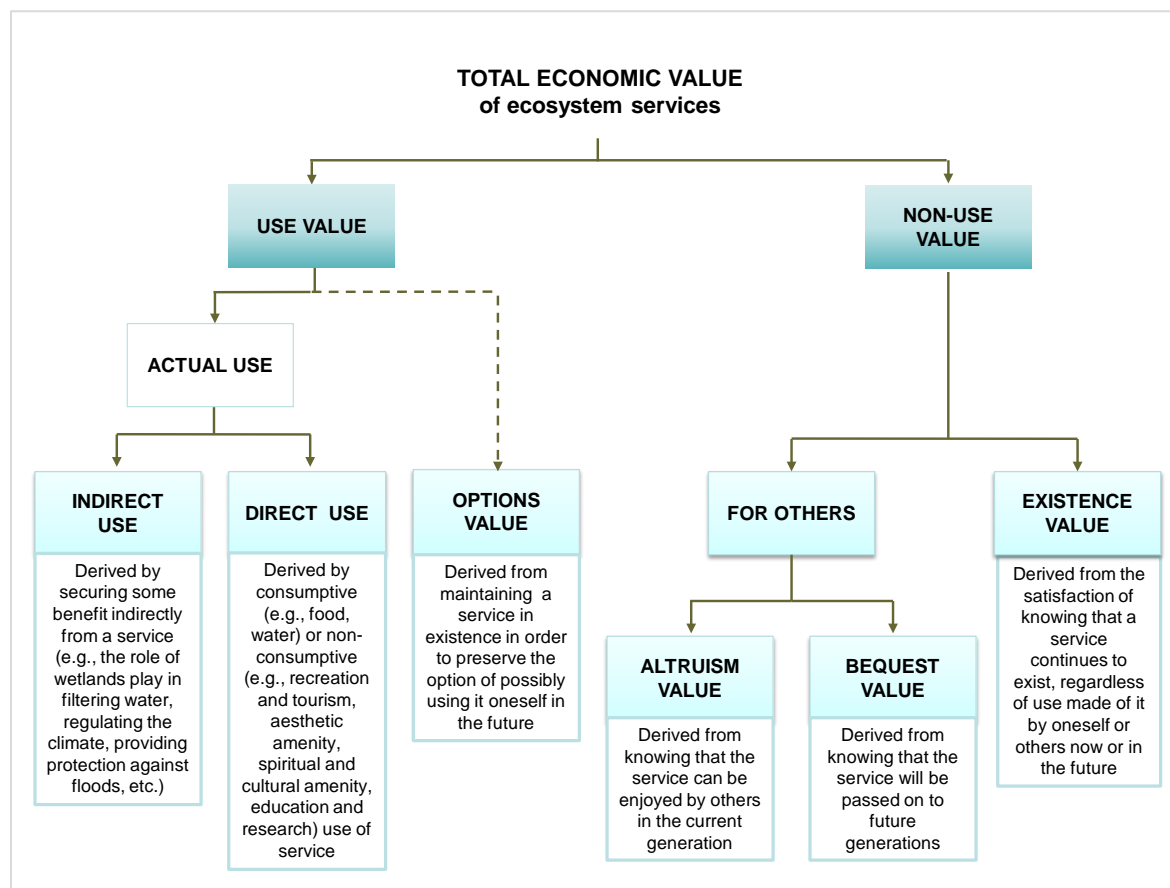 TOTAL ECONOMIC VALUE
of ecosystem services
USE VALUE
NON-USE
VALUE
ACTUAL USE
INDIRECT
USE
Derived by
securing some
benefit indirectly
from a service
(e.g., the role of
wetlands play in
filtering water,
regulating the
climate, providing
protection against
floods, etc.)
DIRECT USE
Derived by
consumptive
(e.g., food,
water) or non-
consumptive
(e.g., recreation
and tourism,
aesthetic
amenity,
spiritual and
cultural amenity,
education and
research) use of
service
OPTIONS
VALUE
Derived from
maintaining a
service in
existence in order
to preserve the
option of possibly
using it oneself in
the future
FOR OTHERS
ALTRUISM
VALUE
Derived from
knowing that the
service can be
enjoyed by others
in the current
generation
BEQUEST
VALUE
Derived from
knowing that the
service will be
passed on to
future
generations
EXISTENCE
VALUE
Derived from the
satisfaction of
knowing that a
service
continues to
exist, regardless
of use made of it
by oneself or
others now or in
the future